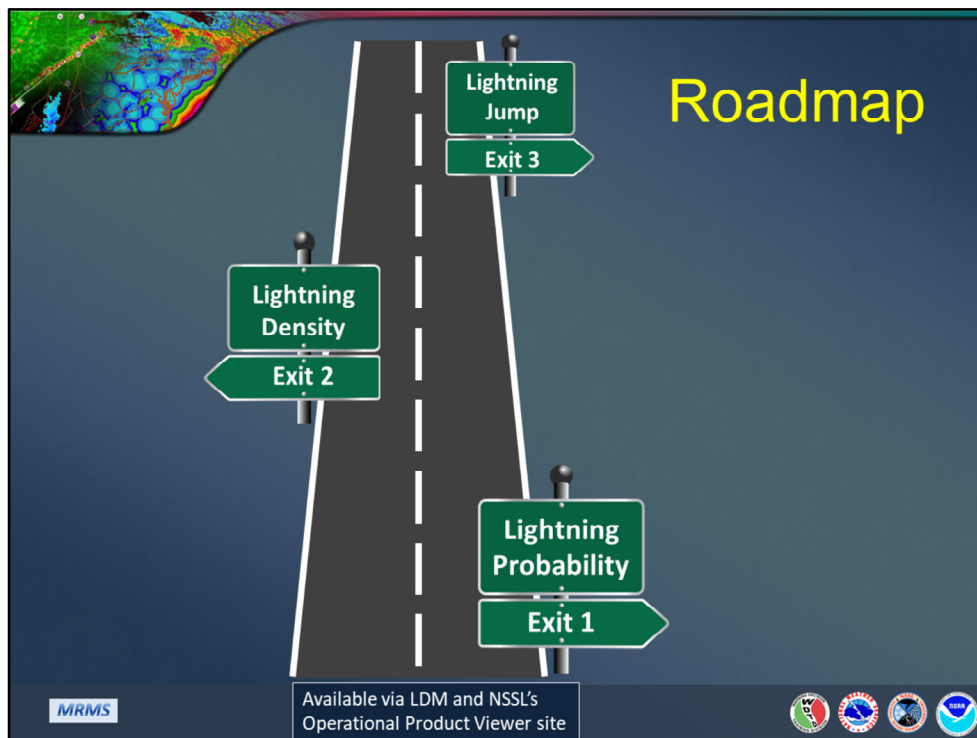 Roadmap
Lightning
Jump
Exit 3
Lightning
Density
Exit 2
Lightning
Probability
Exit 1
MRMS
Available via LDM and NSSL's
Operational Product Viewer site
NOAA